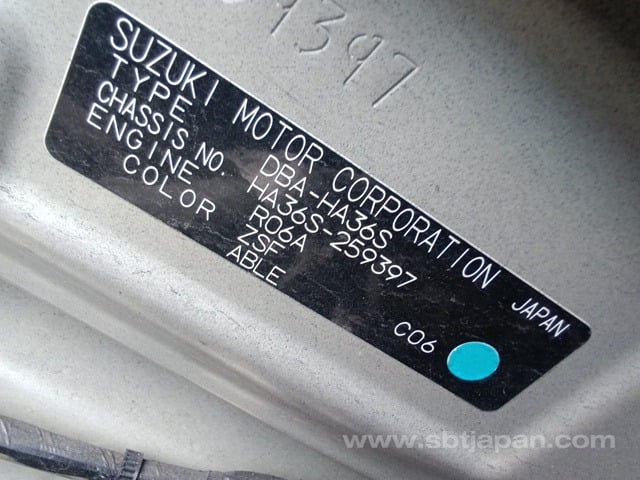 9397
SUZUKI MOTOR CORPORATION JAPAN
TYPE DBA-HA36S
CHASSIS NO. HA36S-259397
ENGINE R06A
COLOR ZSF
ABLE C06
www.sbtjapan.com